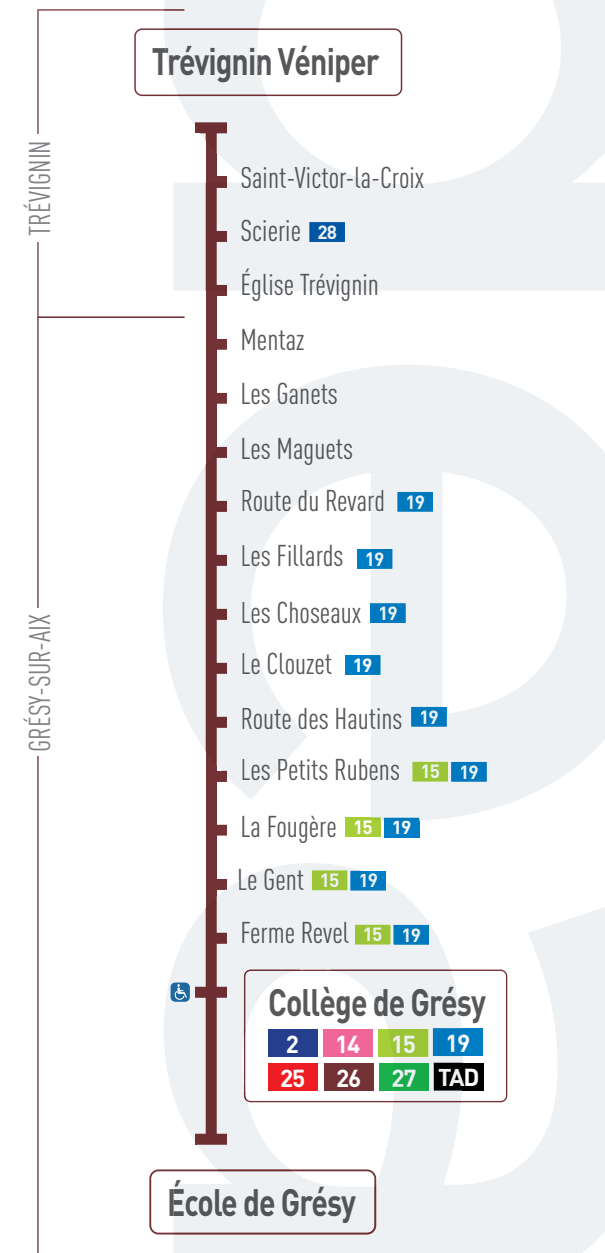 Trévignin Véniper
TRÉVIGNIN
Saint-Victor-la-Croix
Scierie 28
Église Trévignin
GRÉSY-SUR-AIX
Mentaz
Les Ganets
Les Maguets
Route du Revard 19
Les Fillards 19
Les Choseaux 19
Le Clouzet 19
Route des Hautins 19
Les Petits Rubens 15 19
La Fougère 15 19
Le Gent 15 19
Ferme Revel 15 19
Collège de Grésy
2 14 15 19
25 26 27 TAD
École de Grésy